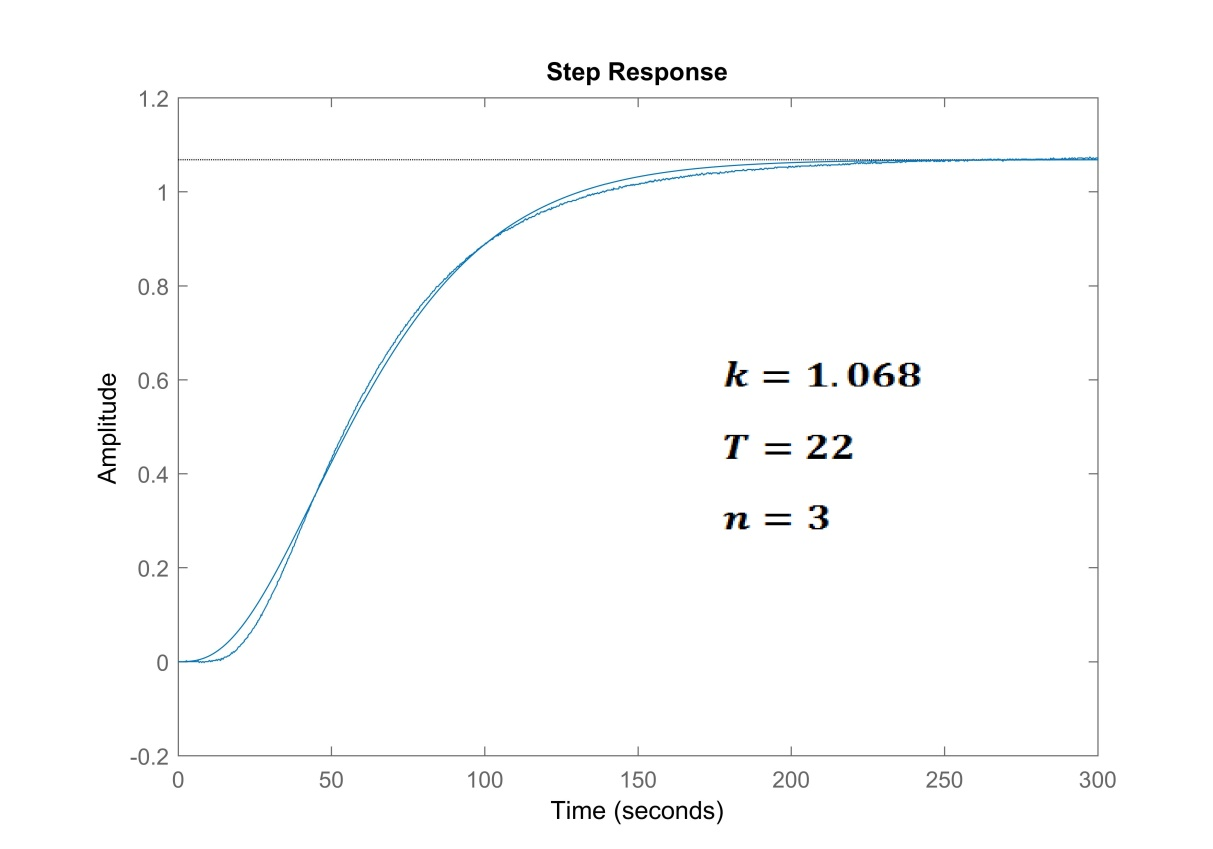 Step Response
1.2
1
0.8
0.6
0.4
0.2
0
-0.2
Amplitude
k = 1.068
T = 22
n = 3
0 50 100 150 200 250 300
Time (seconds)